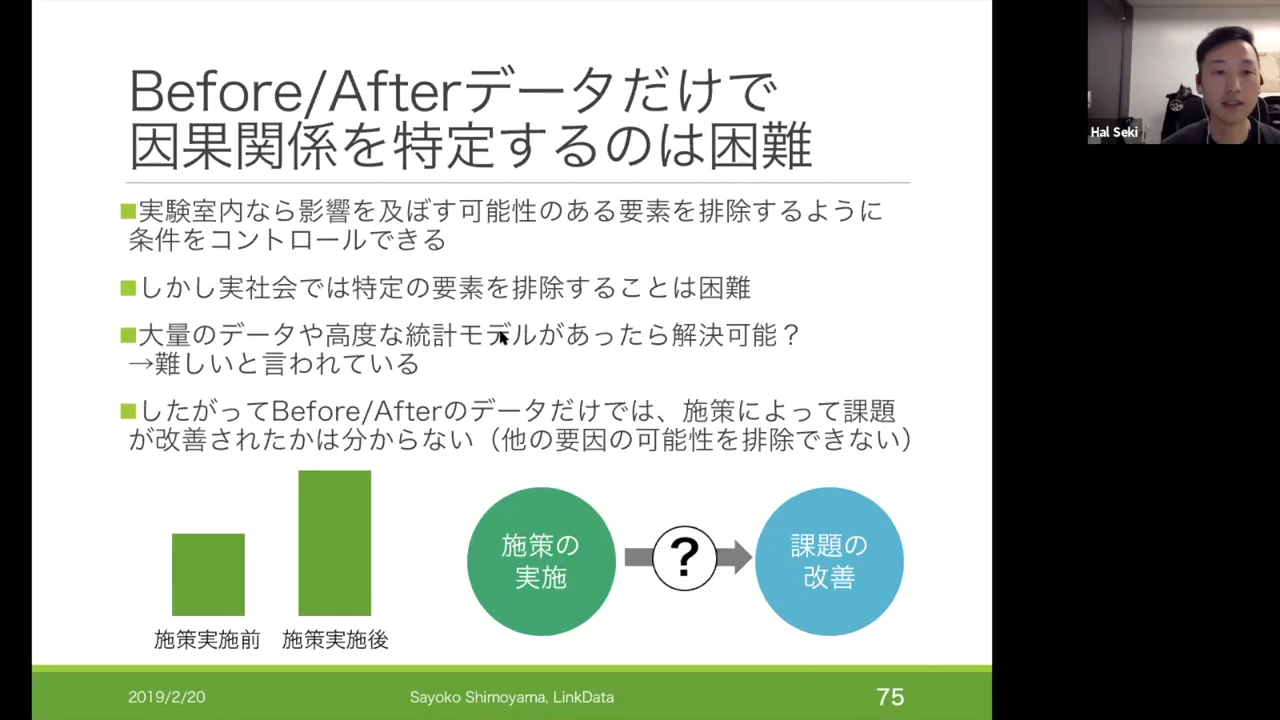 Before/Afterデータだけで
因果関係を特定するのは困難
■実験室内なら影響を及ぼす可能性のある要素を排除するように
条件をコントロールできる
■しかし実社会では特定の要素を排除することは困難
■大量のデータや高度な統計モデルがあったら解決可能？
→難しいと言われている
■したがってBefore/Afterのデータだけでは、施策によって課題
が改善されたかは分からない（他の要因の可能性を排除できない）
施策実施前
施策実施後
施策の
実施
?
課題の
改善
2019/2/20
Sayoko Shimoyama, LinkData
75
Hal Seki